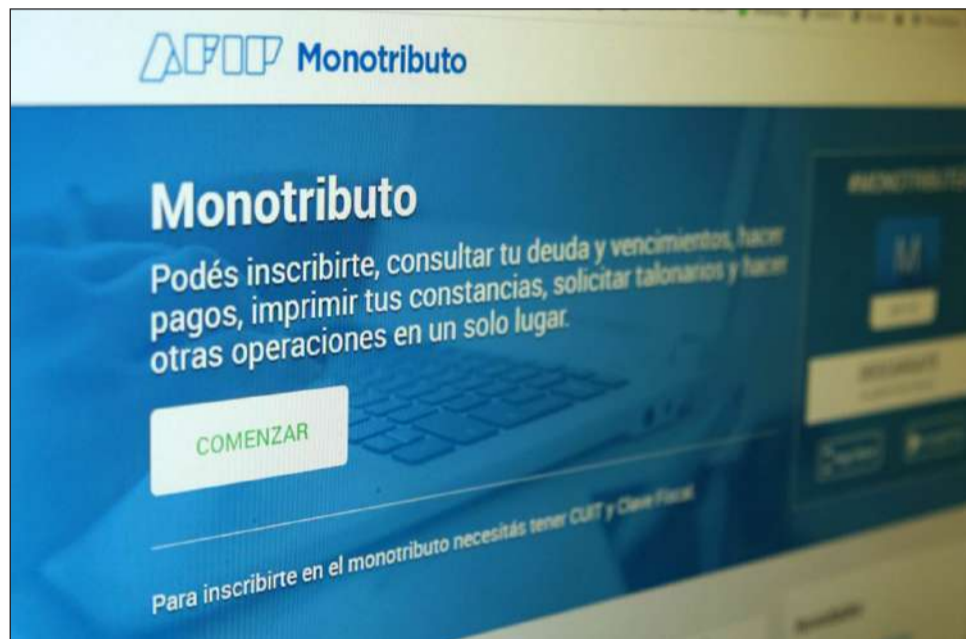 AFIP Monotributo
Monotributo
Podés inscribirte, consultar tu deuda y vencimientos, hacer
pagos, imprimir tus constancias, solicitar talonarios y hacer
otras operaciones en un solo lugar.
COMENZAR
Para inscribirte en el monotributo necesitás tener CUIT y Clave Fiscal.
M